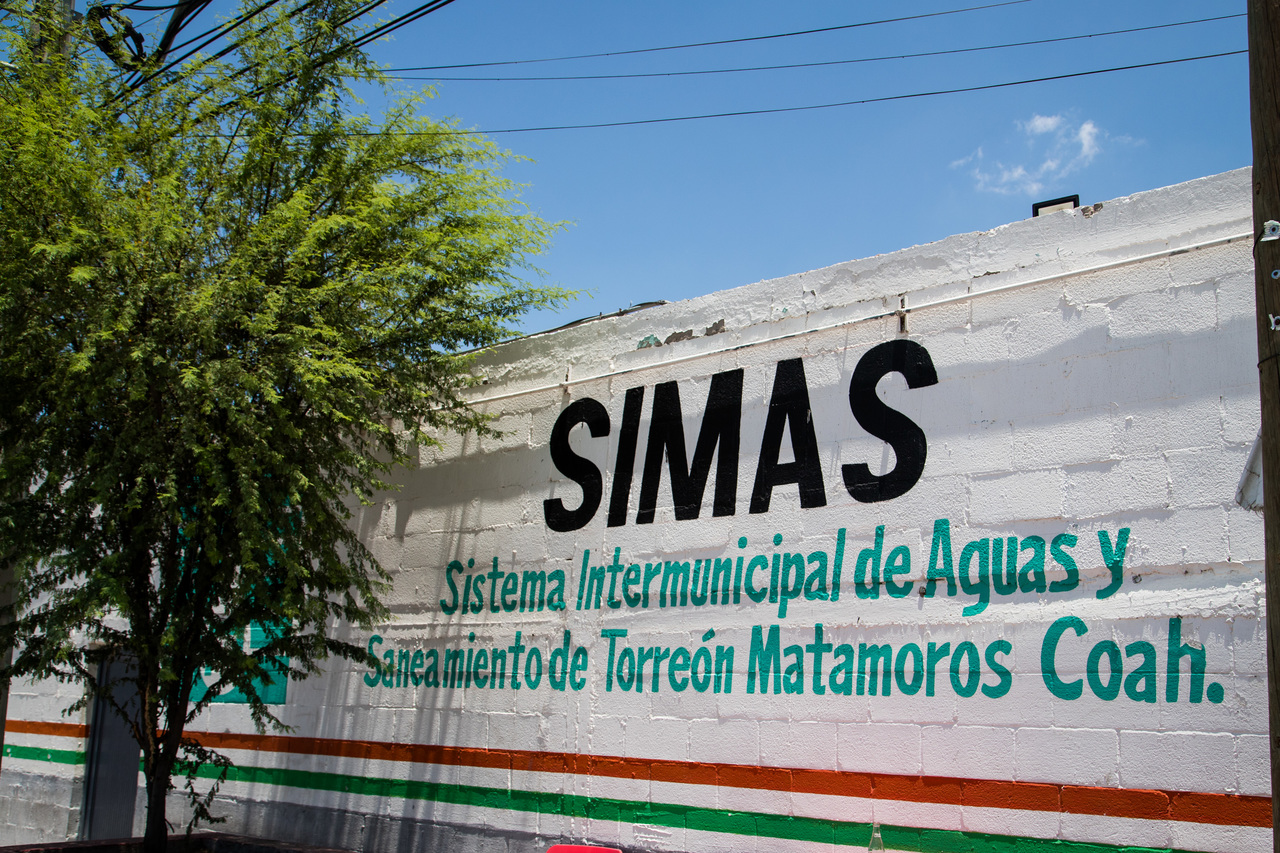 SIMAS
Sistema Intermunicipal de Aguas y
Saneamiento de Torreón Matamoros Coah.